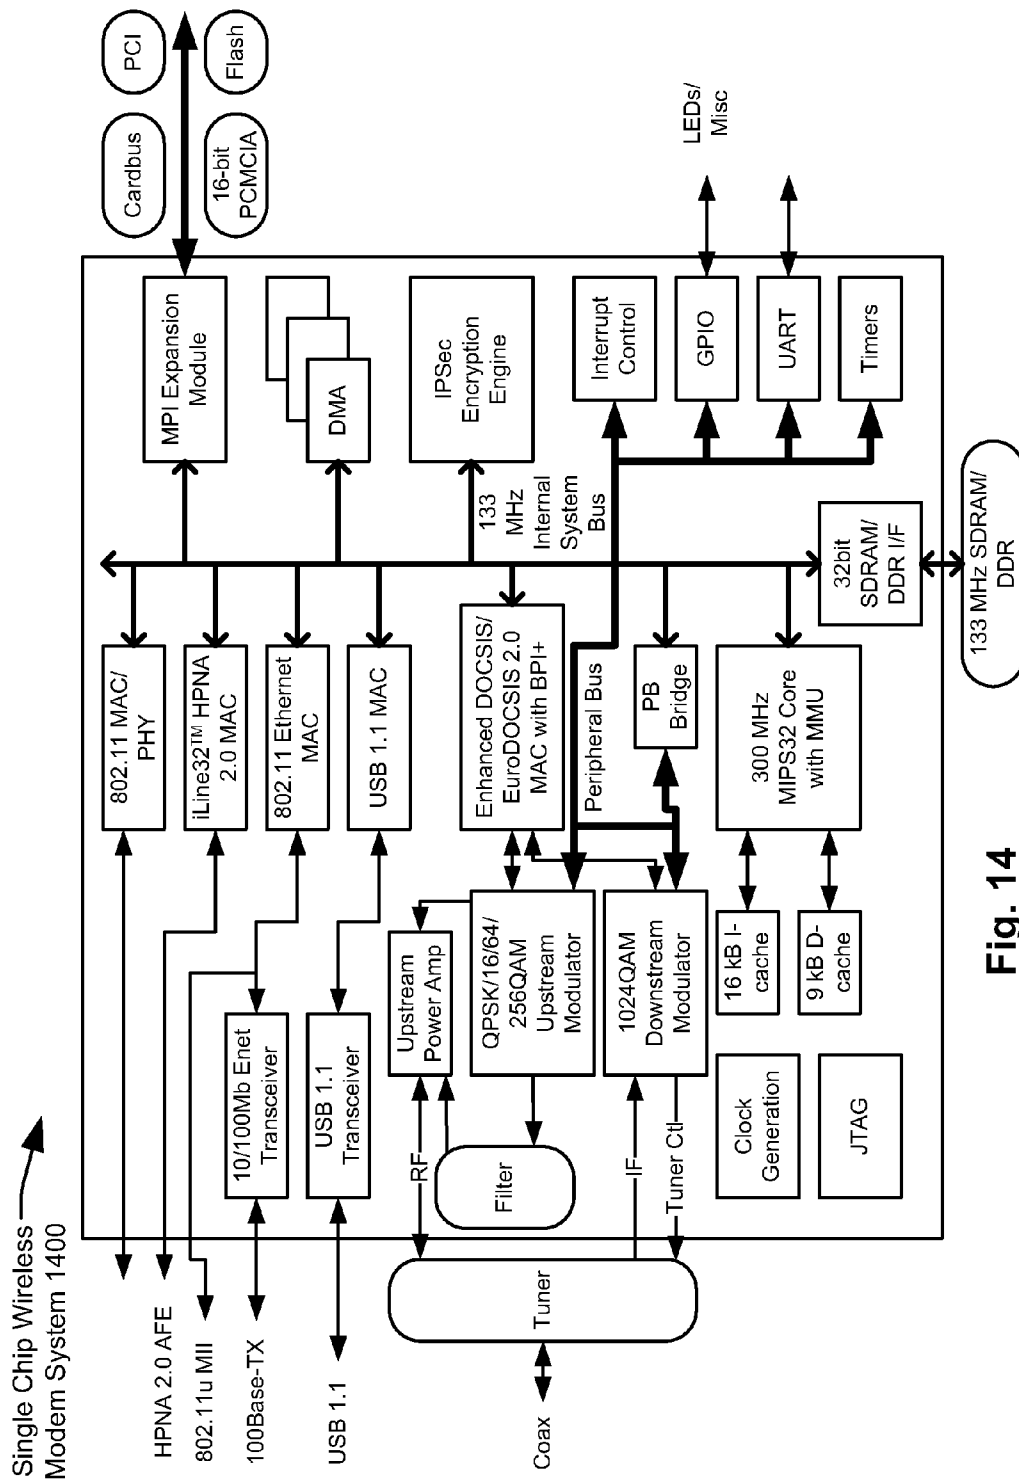 Single Chip Wireless
Modem System 1400
HPNA 2.0 AFE
802.11u MII
100Base-TX
USB 1.1
Coax
Tuner
10/100Mb Enet
Transceiver
USB 1.1
Transceiver
RF
Filter
IF
Tuner Ctl
Clock
Generation
JTAG
Upstream
Power Amp
QPSK/16/64/
256QAM
Upstream
Modulator
1024QAM
Downstream
Modulator
16 kB I-
cache
9 kB D-
cache
802.11 MAC/
PHY
iLine32™ HPNA
2.0 MAC
802.11 Ethernet
MAC
USB 1.1 MAC
Enhanced DOCSIS/
EuroDOCSIS 2.0
MAC with BPI+
Peripheral Bus
PB
Bridge
300 MHz
MIPS32 Core
with MMU
133
MHz
Internal
System
Bus
32bit
SDRAM/
DDR I/F
133 MHz SDRAM/
DDR
MPI Expansion
Module
DMA
IPSec
Encryption
Engine
Interrupt
Control
GPIO
UART
Timers
Cardbus
PCI
16-bit
PCMCIA
Flash
LEDs/
Misc
Fig. 14